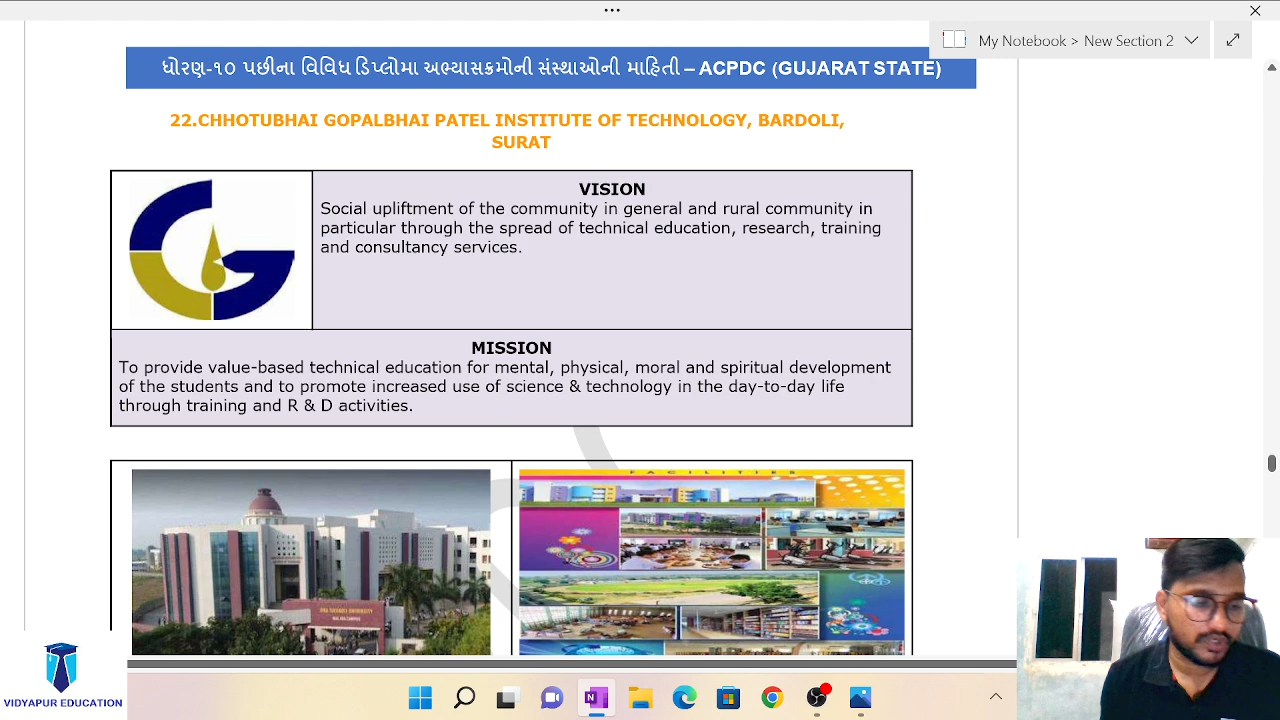 My Notebook > New Section 2
ધોરણ-૧૦ પછીના વિવિધ ડિપ્લોમા અભ્યાસક્રમોની સંસ્થાઓની માહિતી – ACPDC (GUJARAT STATE)
22.CHHOTUBHAI GOPALBHAI PATEL INSTITUTE OF TECHNOLOGY, BARDOLI,
SURAT
VISION
Social upliftment of the community in general and rural community in
particular through the spread of technical education, research, training
and consultancy services.
MISSION
To provide value-based technical education for mental, physical, moral and spiritual development
of the students and to promote increased use of science & technology in the day-to-day life
through training and R & D activities.
FACILITIES
VIDYAPUR EDUCATION